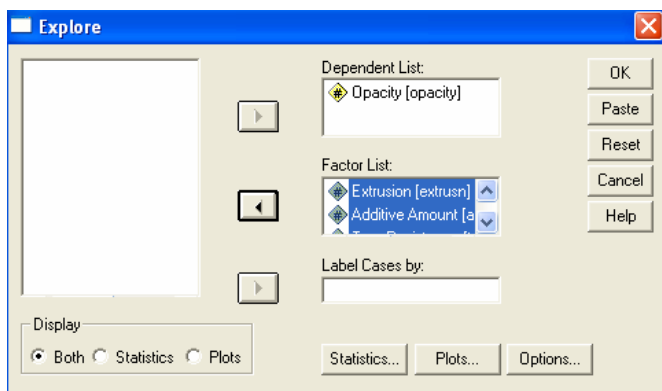 Explore
Dependent List:
# Opacity [opacity]
Factor List:
# Extrusion [extrusn]
# Additive Amount [a
Label Cases by:
Display
Both
Statistics
Plots
Statistics...
Plots...
Options...
OK
Paste
Reset
Cancel
Help